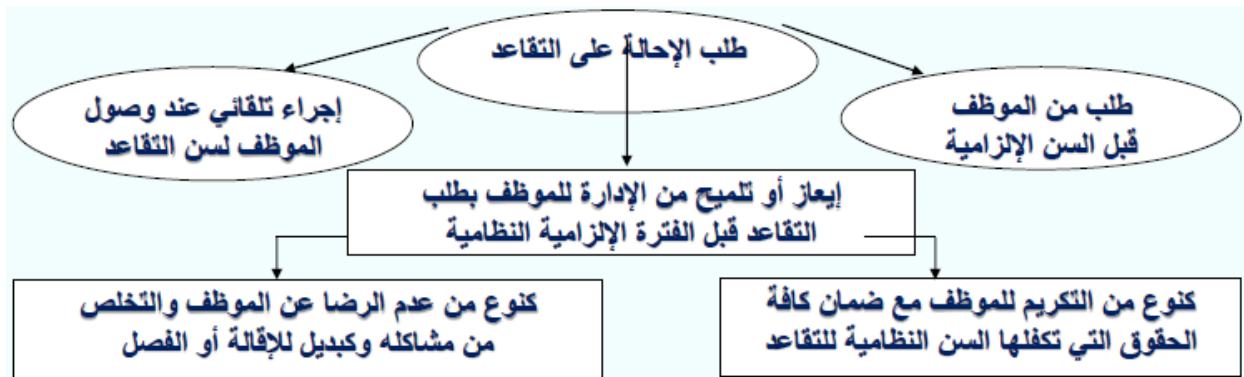 طلب الإحالة على التقاعد
طلب من الموظف
قبل السن الإلزامية
إجراء تلقائي عند وصول
الموظف لسن التقاعد
إيعاز أو تلميح من الإدارة للموظف بطلب
التقاعد قبل الفترة الإلزامية النظامية
كنوع من التكريم للموظف مع ضمان كافة
الحقوق التي تكفلها السن النظامية للتقاعد
كنوع من عدم الرضا عن الموظف والتخلص
من مشاكله وكبديل للإقالة أو الفصل